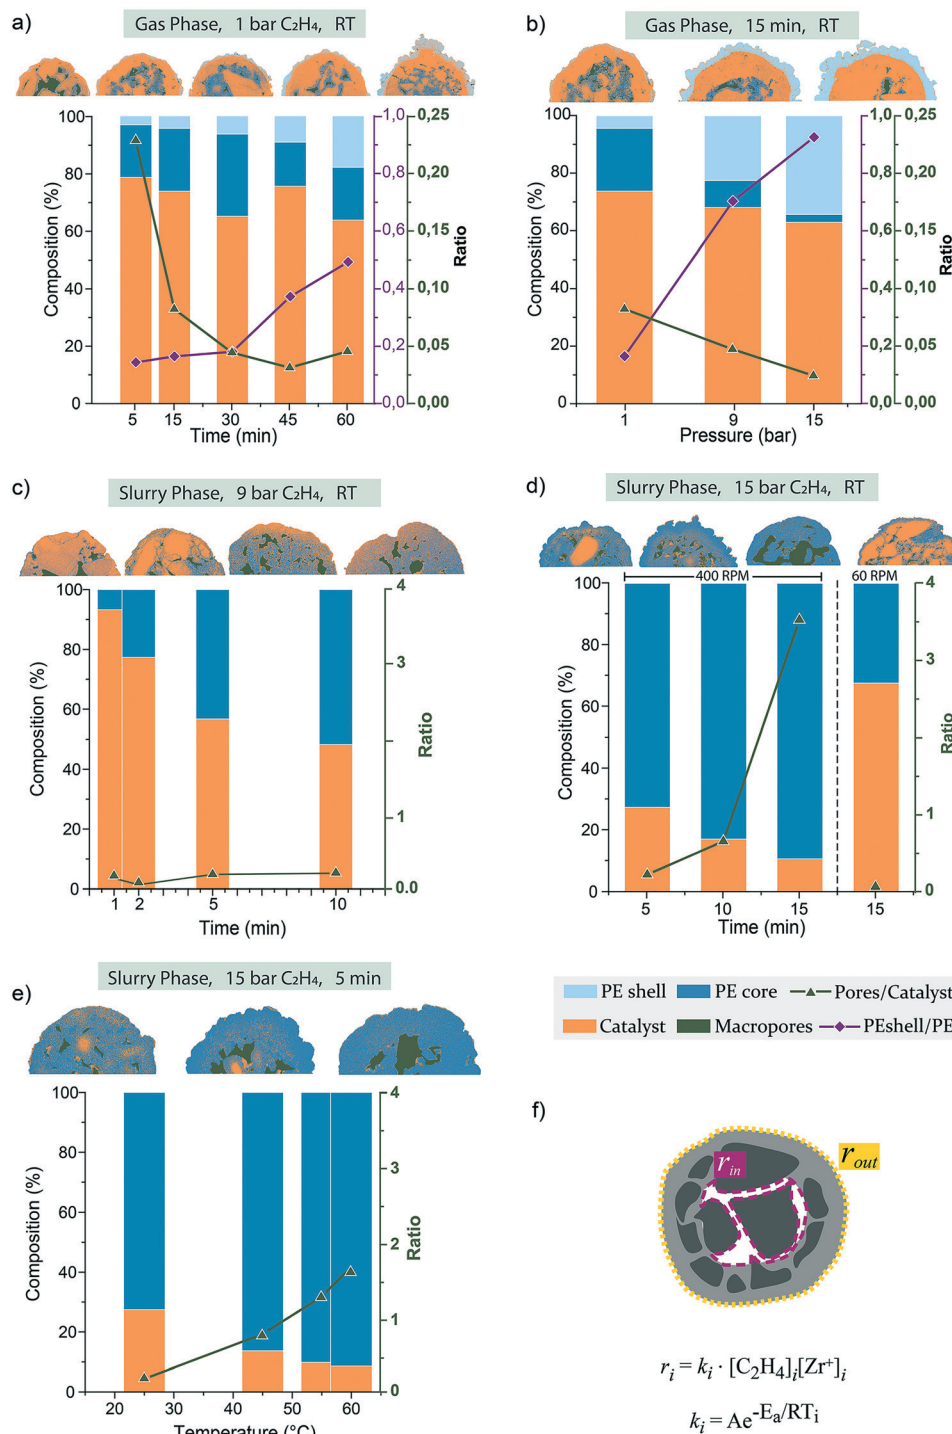 a)
Gas Phase, 1 bar C₂H₄, RT
Composition (%)
100
80
60
40
20
0
5 15 30 45 60
Time (min)
1,0
0,8
0,6
0,4
0,2
0,0
0,25
0,20
0,15
0,10
0,05
0,00
Ratio
b)
Gas Phase, 15 min, RT
Composition (%)
100
80
60
40
20
0
1 9 15
Pressure (bar)
1,0
0,8
0,6
0,4
0,2
0,0
0,25
0,20
0,15
0,10
0,05
0,00
Ratio
c)
Slurry Phase, 9 bar C₂H₄, RT
Composition (%)
100
80
60
40
20
0
1 2 5 10
Time (min)
4
3
1
0.0
Ratio
d)
Slurry Phase, 15 bar C₂H₄, RT
400 RPM
60 RPM
Composition (%)
100
80
60
40
20
0
5 10 15 15
Time (min)
4
3
1
0
Ratio
e)
Slurry Phase, 15 bar C₂H₄, 5 min
Composition (%)
100
80
60
40
20
0
20 30 40 50 60
Temperature (°C)
4
3
2
1
0
Ratio
PE shell PE core Pores/Catalyst
Catalyst Macropores PEshell/PE
f)
r_in
r_out
r_i = k_i · [C₂H₄]_i[Zr⁺]_i
k_i = Ae^-E_a/RT_i